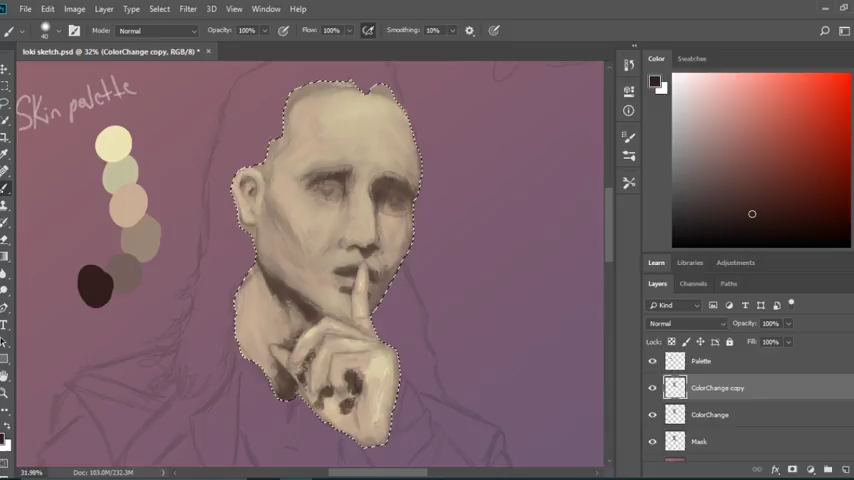 File Edit Image Layer Type Select Filter 3D View Window Help
40 Mode: Normal Opacity: 100% Flow: 100% Smoothing: 10%
loki sketch.psd @ 32% (ColorChange copy, RGB/8) * ×
Color Swatches
Skin palette
Learn Libraries Adjustments
Layers Channels Paths
Kind
Normal Opacity: 100%
Lock: Fill: 100%
Palette
ColorChange copy
ColorChange
Mask
31.98% Doc: 103.0M/232.3M